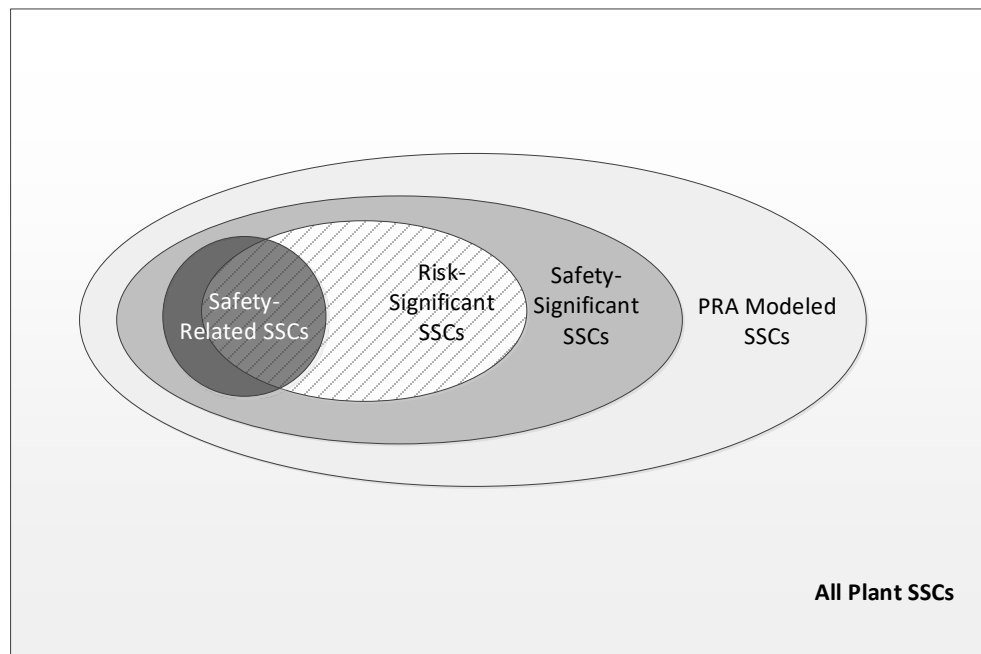 Safety-
Related SSCs
Risk-
Significant
SSCs
Safety-
Significant
SSCs
PRA Modeled
SSCs
All Plant SSCs